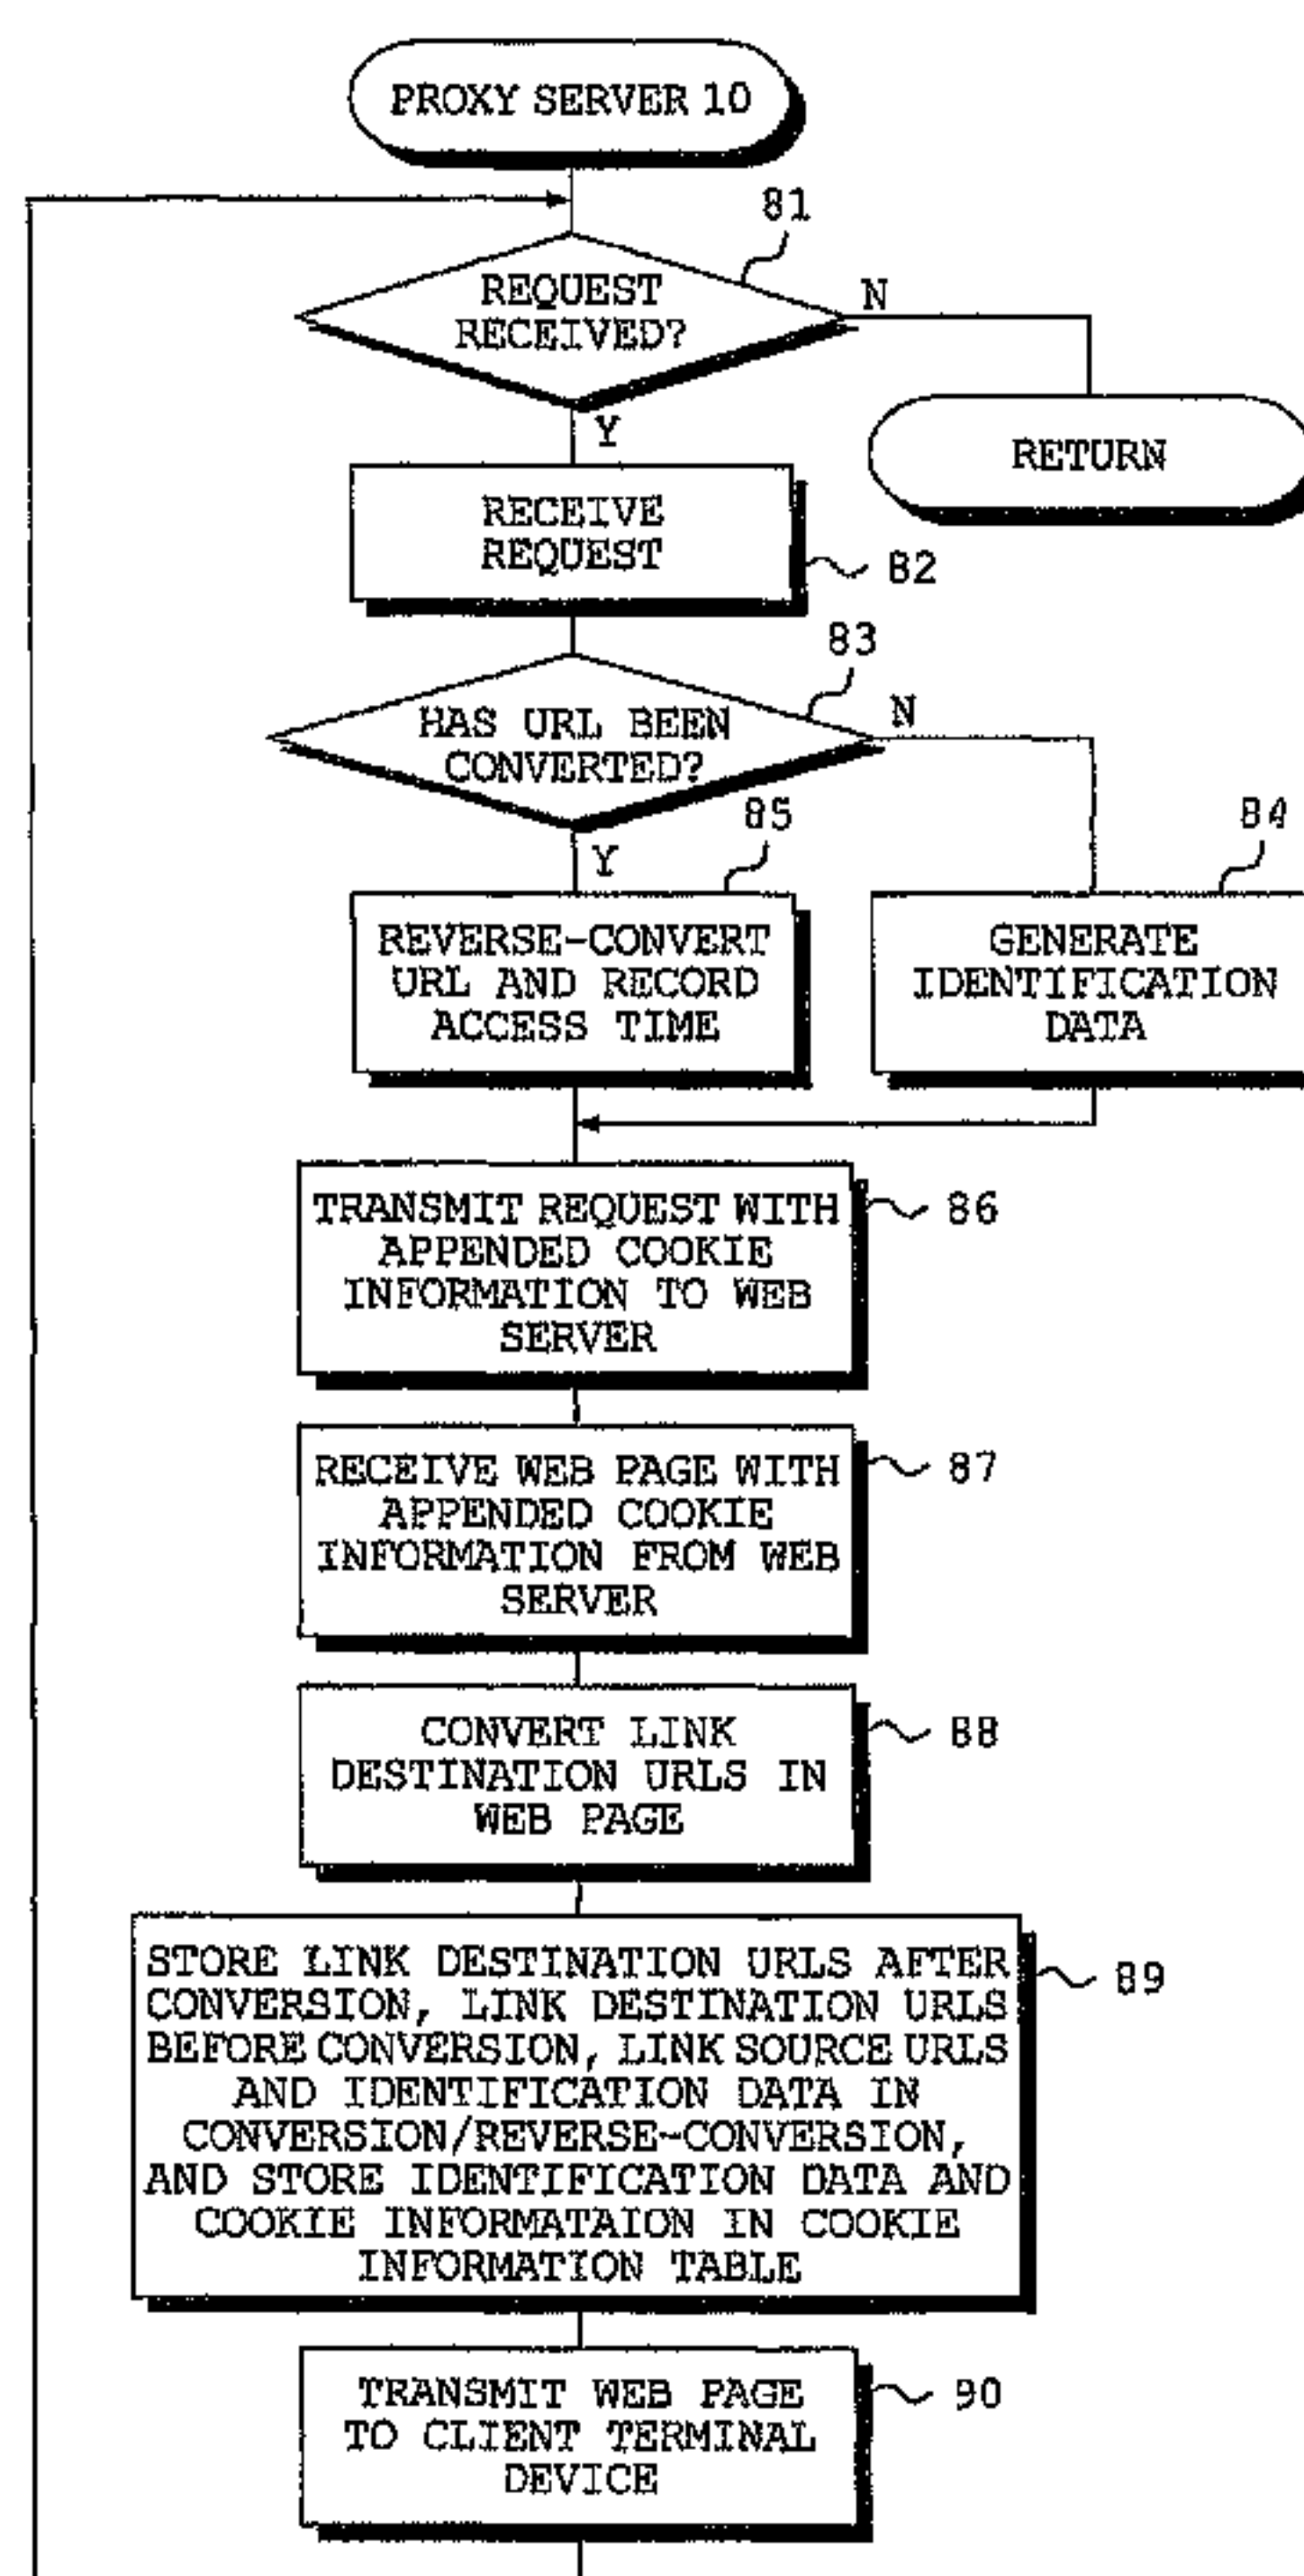 PROXY SERVER 10
81
REQUEST
RECEIVED?
N
Y
RETURN
RECEIVE
REQUEST
82
83
HAS URL BEEN
CONVERTED?
N
Y
85
84
REVERSE-CONVERT
URL AND RECORD
ACCESS TIME
GENERATE
IDENTIFICATION
DATA
TRANSMIT REQUEST WITH
APPENDED COOKIE
INFORMATION TO WEB
SERVER
86
RECEIVE WEB PAGE WITH
APPENDED COOKIE
INFORMATION FROM WEB
SERVER
87
CONVERT LINK
DESTINATION URLS IN
WEB PAGE
88
STORE LINK DESTINATION URLS AFTER
CONVERSION, LINK DESTINATION URLS
BEFORE CONVERSION, LINK SOURCE URLS
AND IDENTIFICATION DATA IN
CONVERSION/REVERSE-CONVERSION,
AND STORE IDENTIFICATION DATA AND
COOKIE INFORMATAION IN COOKIE
INFORMATION TABLE
89
TRANSMIT WEB PAGE
TO CLIENT TERMINAL
DEVICE
90